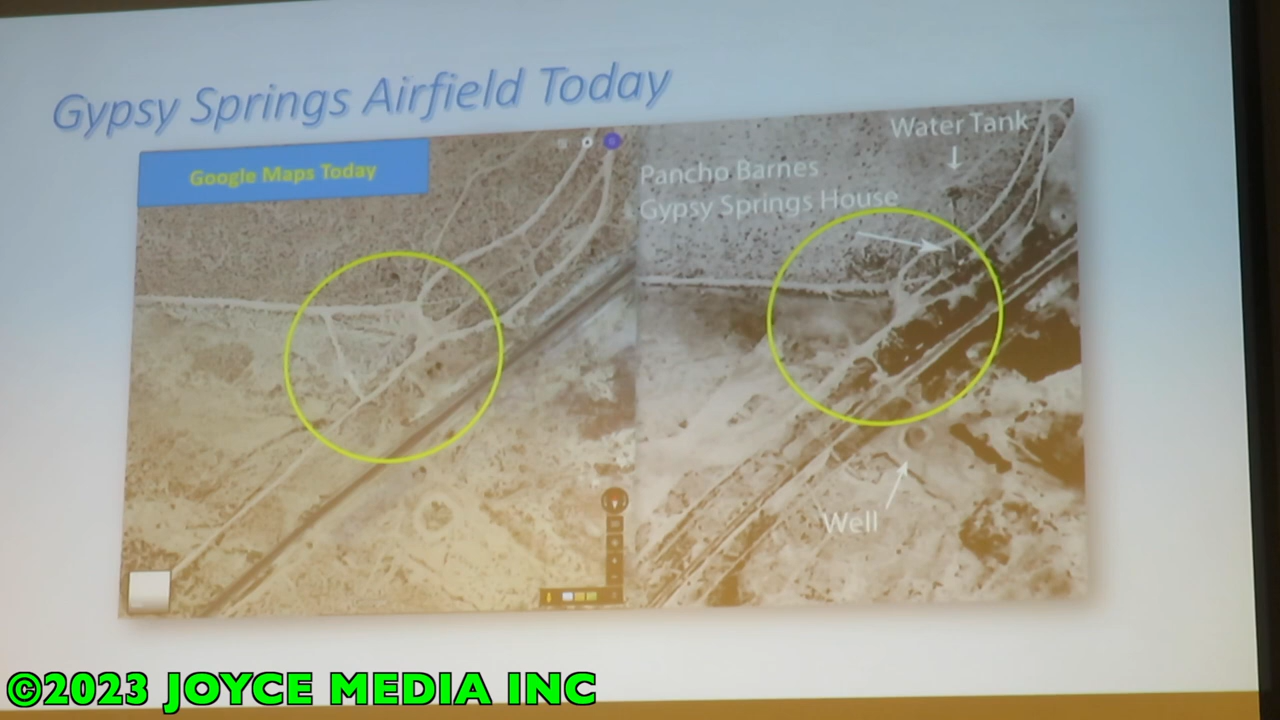 Gypsy Springs Airfield Today
Google Maps Today
Water Tank
Pancho Barnes
Gypsy Springs House
Well
©2023 JOYCE MEDIA INC